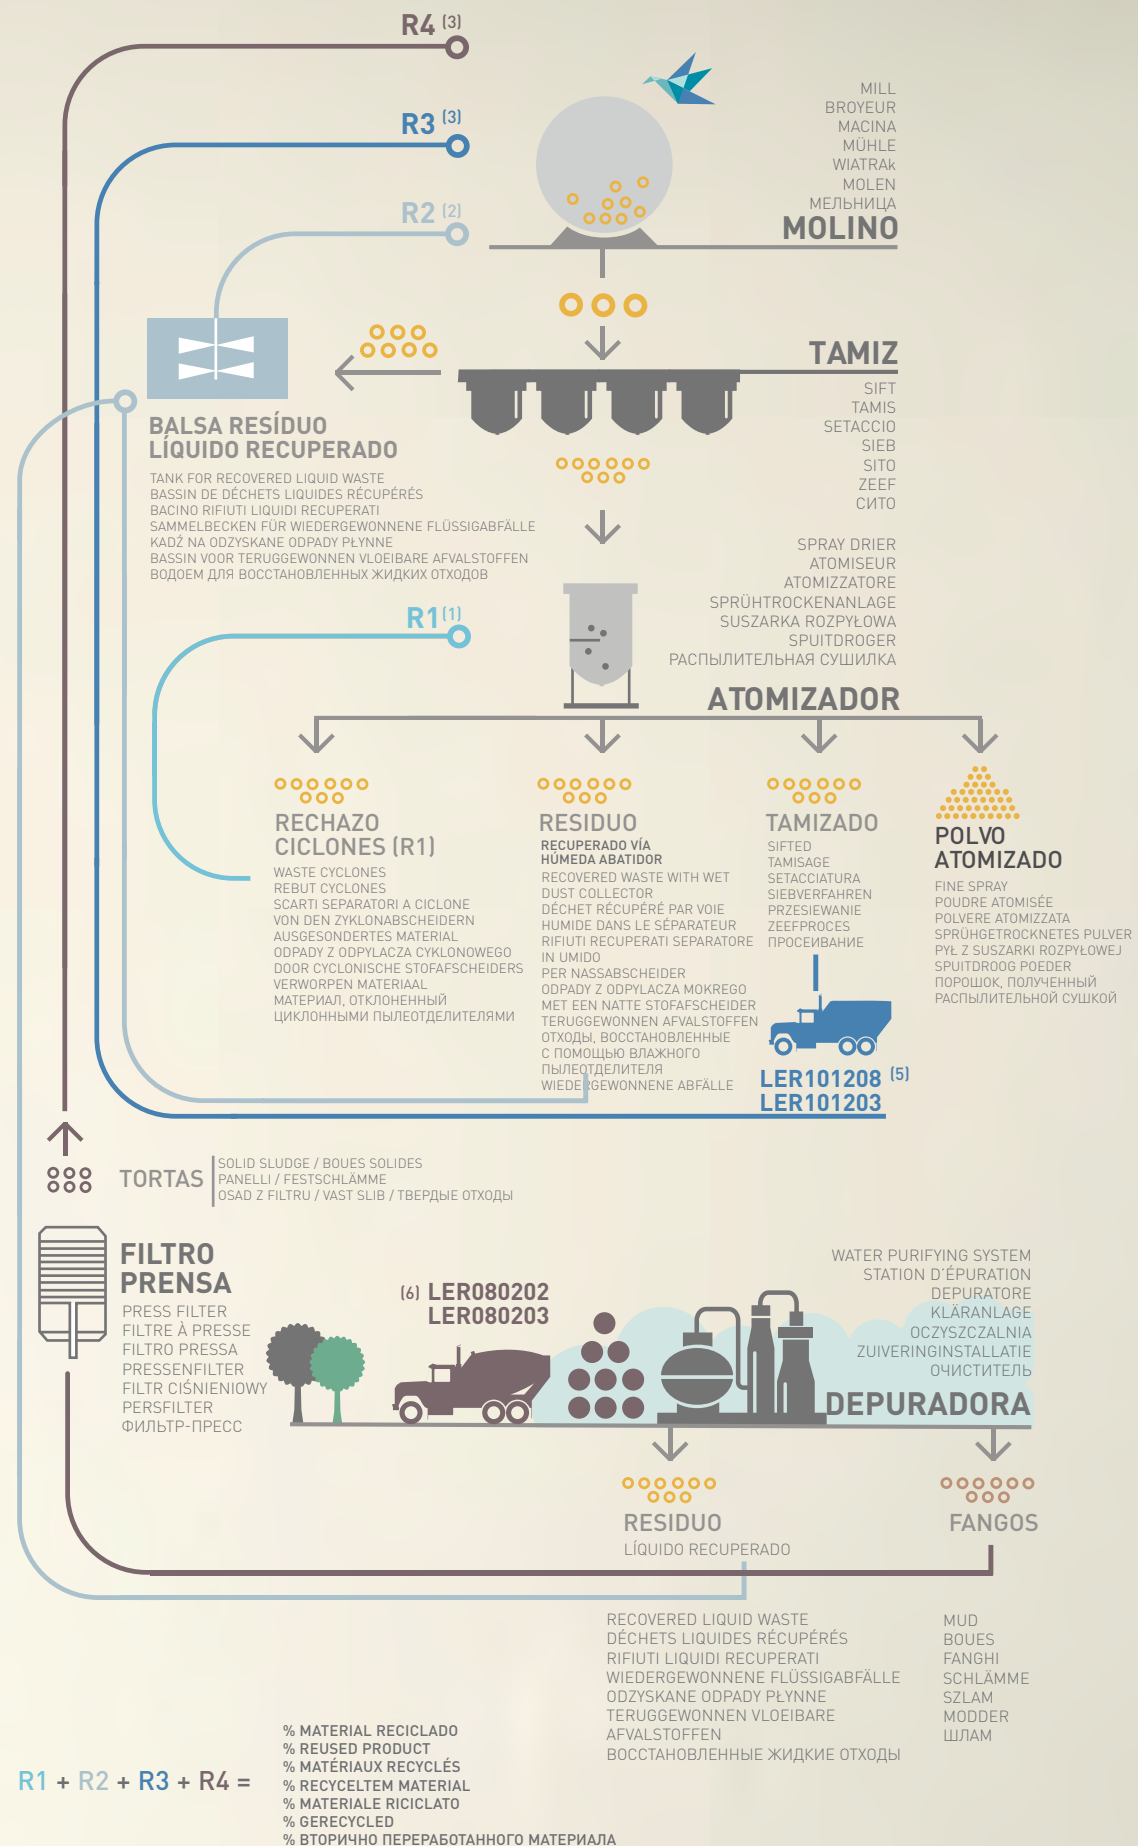 R4 (3)
R3 (3)
R2 (2)
MILL
BROYEUR
MACINA
MÜHLE
WIATRAk
MOLEN
МЕЛЬНИЦА
MOLINO
TAMIZ
SIFT
TAMIS
SETACCIO
SIEB
SITO
ZEEF
СИТО
BALSA RESÍDUO
LÍQUIDO RECUPERADO
TANK FOR RECOVERED LIQUID WASTE
BASSIN DE DÉCHETS LIQUIDES RÉCUPÉRÉS
BACINO RIFIUTI LIQUIDI RECUPERATI
SAMMELBECKEN FÜR WIEDERGEWONNENE FLÜSSIGABFÄLLE
KADŹ NA ODZYSKANE ODPADY PŁYNNE
BASSIN VOOR TERUGGEWONNEN VLOEIBARE AFVALSTOFFEN
ВОДОЕМ ДЛЯ ВОССТАНОВЛЕННЫХ ЖИДКИХ ОТХОДОВ
SPRAY DRIER
ATOMISEUR
ATOMIZZATORE
SPRÜHTROCKENANLAGE
SUSZARKA ROZPYŁOWA
SPUITDROGER
РАСПЫЛИТЕЛЬНАЯ СУШИЛКА
ATOMIZADOR
R1 (1)
RECHAZO
CICLONES (R1)
WASTE CYCLONES
REBUT CYCLONES
SCARTI SEPARATORI A CICLONE
VON DEN ZYKLONABSCHEIDERN
AUSGESONDERTES MATERIAL
ODPADY Z ODPYLACZA CYKLONOWEGO
DOOR CYCLONISCHE STOFAFSCHEIDERS
VERWORPEN MATERIAAL
МАТЕРИАЛ, ОТКЛОНЕННЫЙ
ЦИКЛОННЫМИ ПЫЛЕОТДЕЛИТЕЛЯМИ
RESIDUO
RECUPERADO VÍA
HÚMEDA ABATIDOR
RECOVERED WASTE WITH WET
DUST COLLECTOR
DÉCHET RÉCUPÉRÉ PAR VOIE
HUMIDE DANS LE SÉPARATEUR
RIFIUTI RECUPERATI SEPARATORE
IN UMIDO
PER NASSABSCHEIDER
ODPADY Z ODPYLACZA MOKREGO
MET EEN NATTE STOFAFSCHEIDER
TERUGGEWONNEN AFVALSTOFFEN
ОТХОДЫ, ВОССТАНОВЛЕННЫЕ
С ПОМОЩЬЮ ВЛАЖНОГО
ПЫЛЕОТДЕЛИТЕЛЯ
WIEDERGEWONNENE ABFÄLLE
TAMIZADO
SIFTED
TAMISAGE
SETACCIATURA
SIEBVERFAHREN
PRZESIEWANIE
ZEEFPROCES
ПРОСЕИВАНИЕ
LER101208 (5)
LER101203
POLVO
ATOMIZADO
FINE SPRAY
POUDRE ATOMISÉE
POLVERE ATOMIZZATA
SPRÜHGETROCKNETES PULVER
PYŁ Z SUSZARKI ROZPYŁOWEJ
SPUITDROOG POEDER
ПОРОШОК, ПОЛУЧЕННЫЙ
РАСПЫЛИТЕЛЬНОЙ СУШКОЙ
TORTAS
SOLID SLUDGE / BOUES SOLIDES
PANELLI / FESTSCHLÄMME
OSAD Z FILTRU / VAST SLIB / ТВЕРДЫЕ ОТХОДЫ
FILTRO
PRENSA
PRESS FILTER
FILTRE À PRESSE
FILTRO PRESSA
PRESSENFILTER
FILTR CIŚNIENIOWY
PERSFILTER
ФИЛЬТР-ПРЕСС
(6) LER080202
LER080203
WATER PURIFYING SYSTEM
STATION D'ÉPURATION
DEPURATORE
KLÄRANLAGE
OCZYSZCZALNIA
ZUIVERINGINSTALLATIE
ОЧИСТИТЕЛЬ
DEPURADORA
RESIDUO
LÍQUIDO RECUPERADO
RECOVERED LIQUID WASTE
DÉCHETS LIQUIDES RÉCUPÉRÉS
RIFIUTI LIQUIDI RECUPERATI
WIEDERGEWONNENE FLÜSSIGABFÄLLE
ODZYSKANE ODPADY PŁYNNE
TERUGGEWONNEN VLOEIBARE
AFVALSTOFFEN
ВОССТАНОВЛЕННЫЕ ЖИДКИЕ ОТХОДЫ
FANGOS
MUD
BOUES
FANGHI
SCHLÄMME
SZLAM
MODDER
ШЛАМ
R1 + R2 + R3 + R4 =
% MATERIAL RECICLADO
% REUSED PRODUCT
% MATÉRIAUX RECYCLÉS
% RECYCELTEM MATERIAL
% MATERIALE RICICLATO
% GERECYCLED
% ВТОРИЧНО ПЕРЕРАБОТАННОГО МАТЕРИАЛА